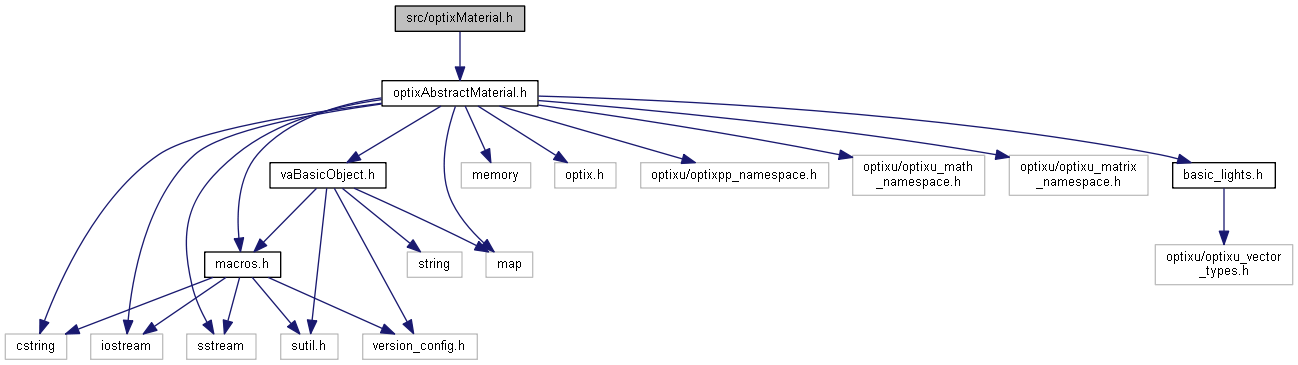 src/optixMaterial.h
optixAbstractMaterial.h
vaBasicObject.h
memory
optix.h
optixu/optixpp_namespace.h
optixu/optixu_math
_namespace.h
optixu/optixu_matrix
_namespace.h
basic_lights.h
macros.h
string
map
optixu/optixu_vector
_types.h
cstring
iostream
sstream
sutil.h
version_config.h